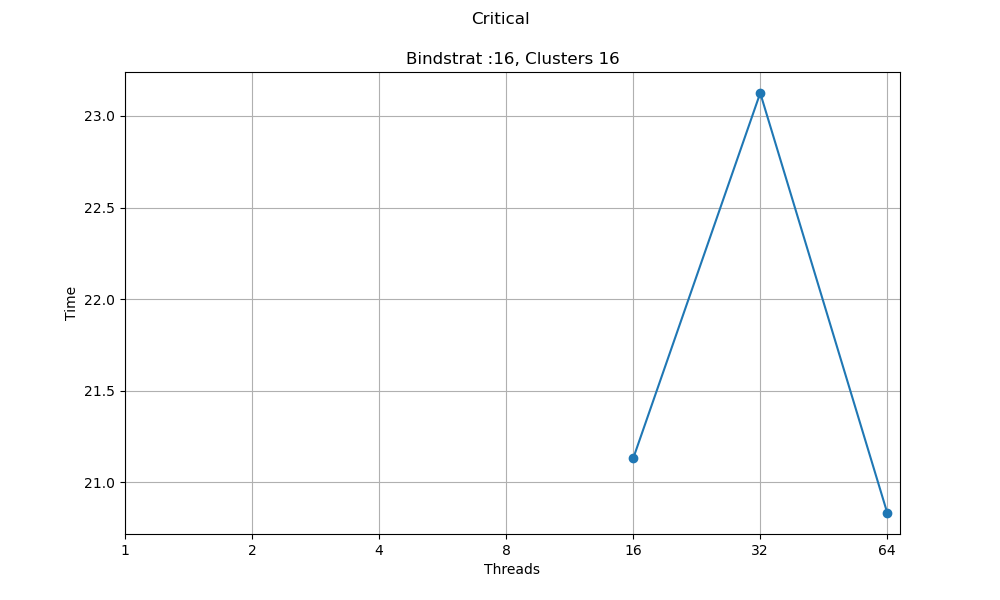 Critical
Bindstrat :16, Clusters 16
23.0
22.5
22.0
21.5
21.0
Time
1 2 4 8 16 32 64
Threads